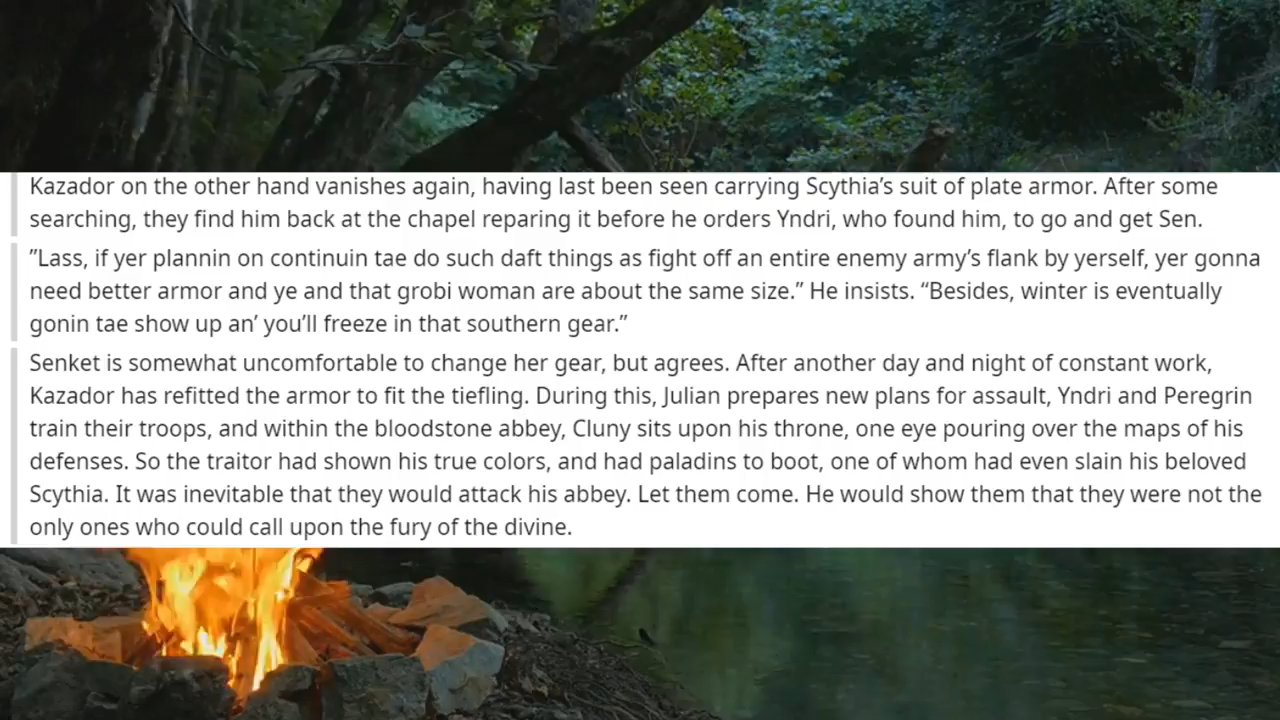 Kazador on the other hand vanishes again, having last been seen carrying Scythia’s suit of plate armor. After some
searching, they find him back at the chapel reparing it before he orders Yndri, who found him, to go and get Sen.
”Lass, if yer plannin on continuin tae do such daft things as fight off an entire enemy army’s flank by yerself, yer gonna
need better armor and ye and that grobi woman are about the same size.” He insists. “Besides, winter is eventually
gonin tae show up an’ you’ll freeze in that southern gear.”
Senket is somewhat uncomfortable to change her gear, but agrees. After another day and night of constant work,
Kazador has refitted the armor to fit the tiefling. During this, Julian prepares new plans for assault, Yndri and Peregrin
train their troops, and within the bloodstone abbey, Cluny sits upon his throne, one eye pouring over the maps of his
defenses. So the traitor had shown his true colors, and had paladins to boot, one of whom had even slain his beloved
Scythia. It was inevitable that they would attack his abbey. Let them come. He would show them that they were not the
only ones who could call upon the fury of the divine.